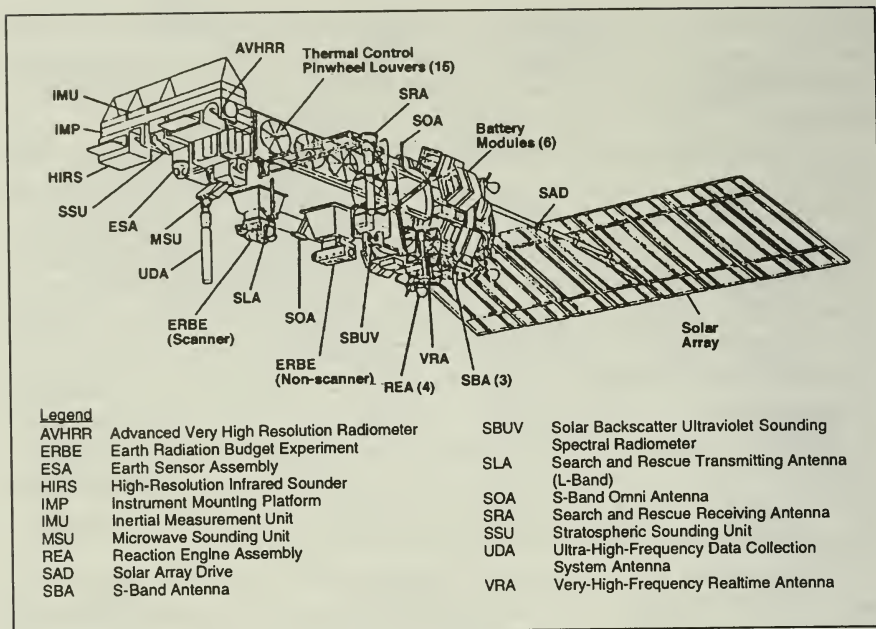 AVHRR
Thermal Control
Pinwheel Louvers (15)
SRA
SOA
Battery
Modules (6)
SAD
IMU
IMP
HIRS
SSU
ESA
MSU
UDA
ERBE
(Scanner)
SLA
SOA
ERBE
(Non-scanner)
SBUV
REA (4)
VRA
SBA (3)
Solar
Array
Legend
AVHRR Advanced Very High Resolution Radiometer
ERBE Earth Radiation Budget Experiment
ESA Earth Sensor Assembly
HIRS High-Resolution Infrared Sounder
IMP Instrument Mounting Platform
IMU Inertial Measurement Unit
MSU Microwave Sounding Unit
REA Reaction Engine Assembly
SAD Solar Array Drive
SBA S-Band Antenna
SBUV Solar Backscatter Ultraviolet Sounding
Spectral Radiometer
SLA Search and Rescue Transmitting Antenna
(L-Band)
SOA S-Band Omni Antenna
SRA Search and Rescue Receiving Antenna
SSU Stratospheric Sounding Unit
UDA Ultra-High-Frequency Data Collection
System Antenna
VRA Very-High-Frequency Realtime Antenna